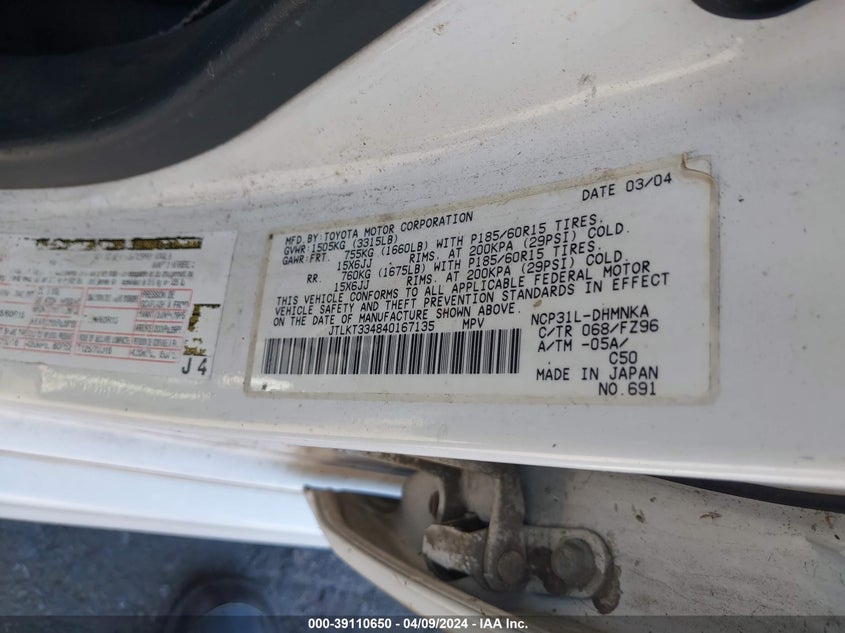 DATE 03/04
MFD.BY:TOYOTA MOTOR CORPORATION
GVWR:1505KG (3315LB)
GAWR:FRT. 755KG (1660LB) WITH P185/60R15 TIRES.
15X6JJ RIMS. AT 200KPA (29PSI) COLD.
RR. 760KG (1675LB) WITH P185/60R15 TIRES.
15X6JJ RIMS. AT 200KPA (29PSI) COLD.
THIS VEHICLE CONFORMS TO ALL APPLICABLE FEDERAL MOTOR
VEHICLE SAFETY AND THEFT PREVENTION STANDARDS IN EFFECT
ON THE DATE OF MANUFACTURE SHOWN ABOVE.
JTLKT334840167135 MPV
NCP31L-DHMNKA
C/TR 068/FZ96
A/TM -05A/
C50
MADE IN JAPAN
NO.691
J 4
000-39110650 - 04/09/2024 - IAA Inc.